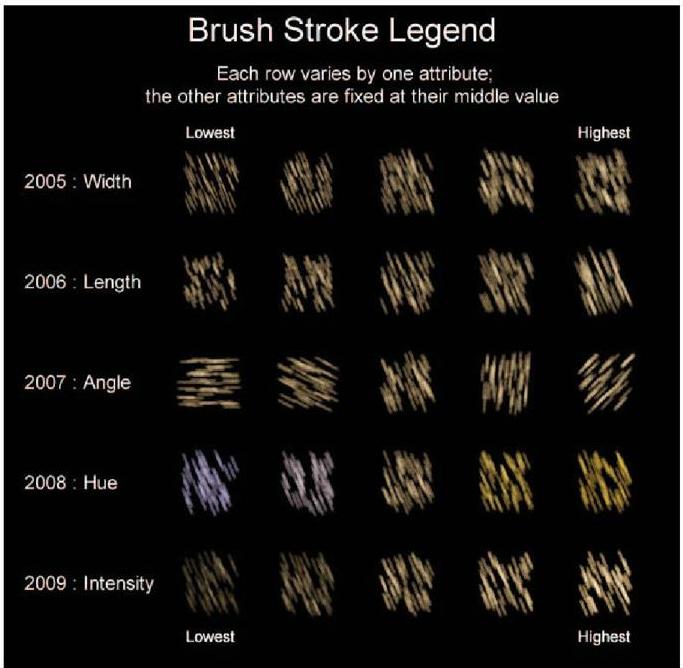 Brush Stroke Legend
Each row varies by one attribute;
the other attributes are fixed at their middle value
Lowest Highest
2005 : Width
2006 : Length
2007 : Angle
2008 : Hue
2009 : Intensity
Lowest Highest